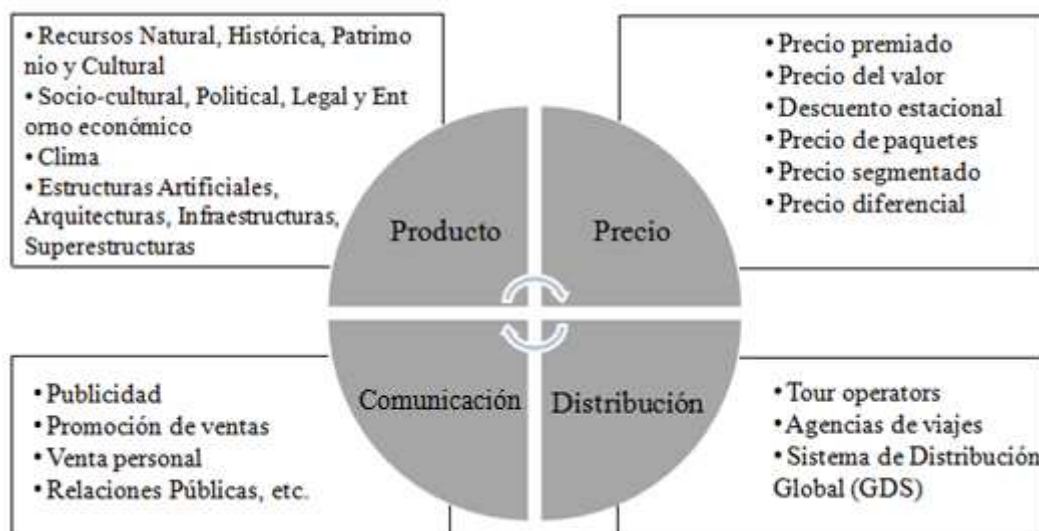 • Recursos Natural, Histórica, Patrimo
nio y Cultural
• Socio-cultural, Political, Legal y Ent
orno económico
• Clima
• Estructuras Artificiales,
Arquitecturas, Infraestructuras,
Superestructuras
• Precio premiado
• Precio del valor
• Descuento estacional
• Precio de paquetes
• Precio segmentado
• Precio diferencial
Producto
Precio
Comunicación
Distribución
• Publicidad
• Promoción de ventas
• Venta personal
• Relaciones Públicas, etc.
• Tour operators
• Agencias de viajes
• Sistema de Distribución
Global (GDS)